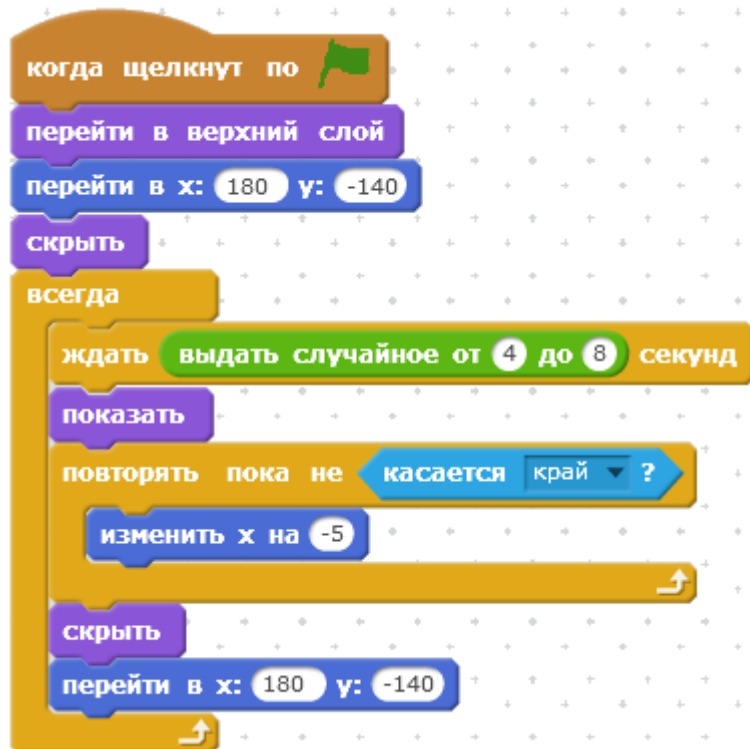 когда щелкнут по
перейти в верхний слой
перейти в x: 180 y: -140
скрыть
всегда
ждать выдать случайное от 4 до 8 секунд
показать
повторять пока не касается край ?
изменить x на -5
скрыть
перейти в x: 180 y: -140